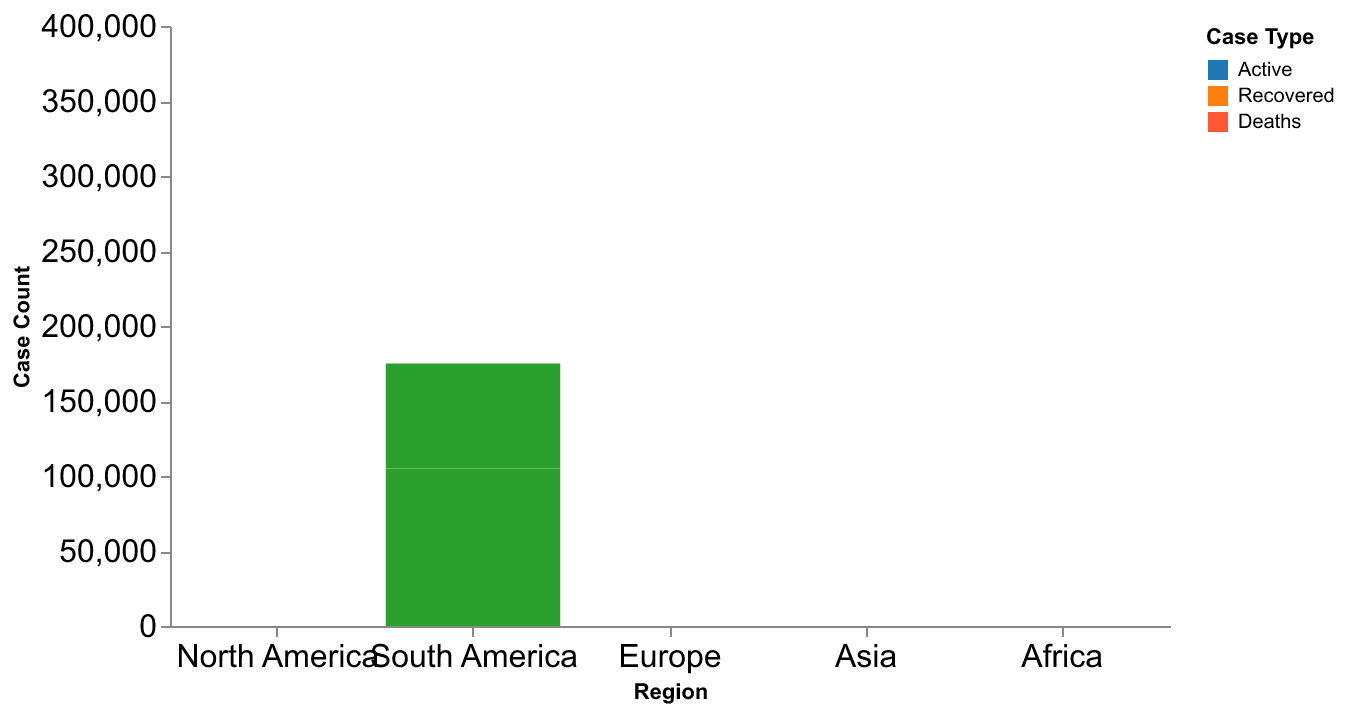 400,000
350,000
300,000
250,000
200,000
150,000
100,000
50,000
0
Case Count
North America South America Europe Asia Africa
Region
Case Type
Active
Recovered
Deaths